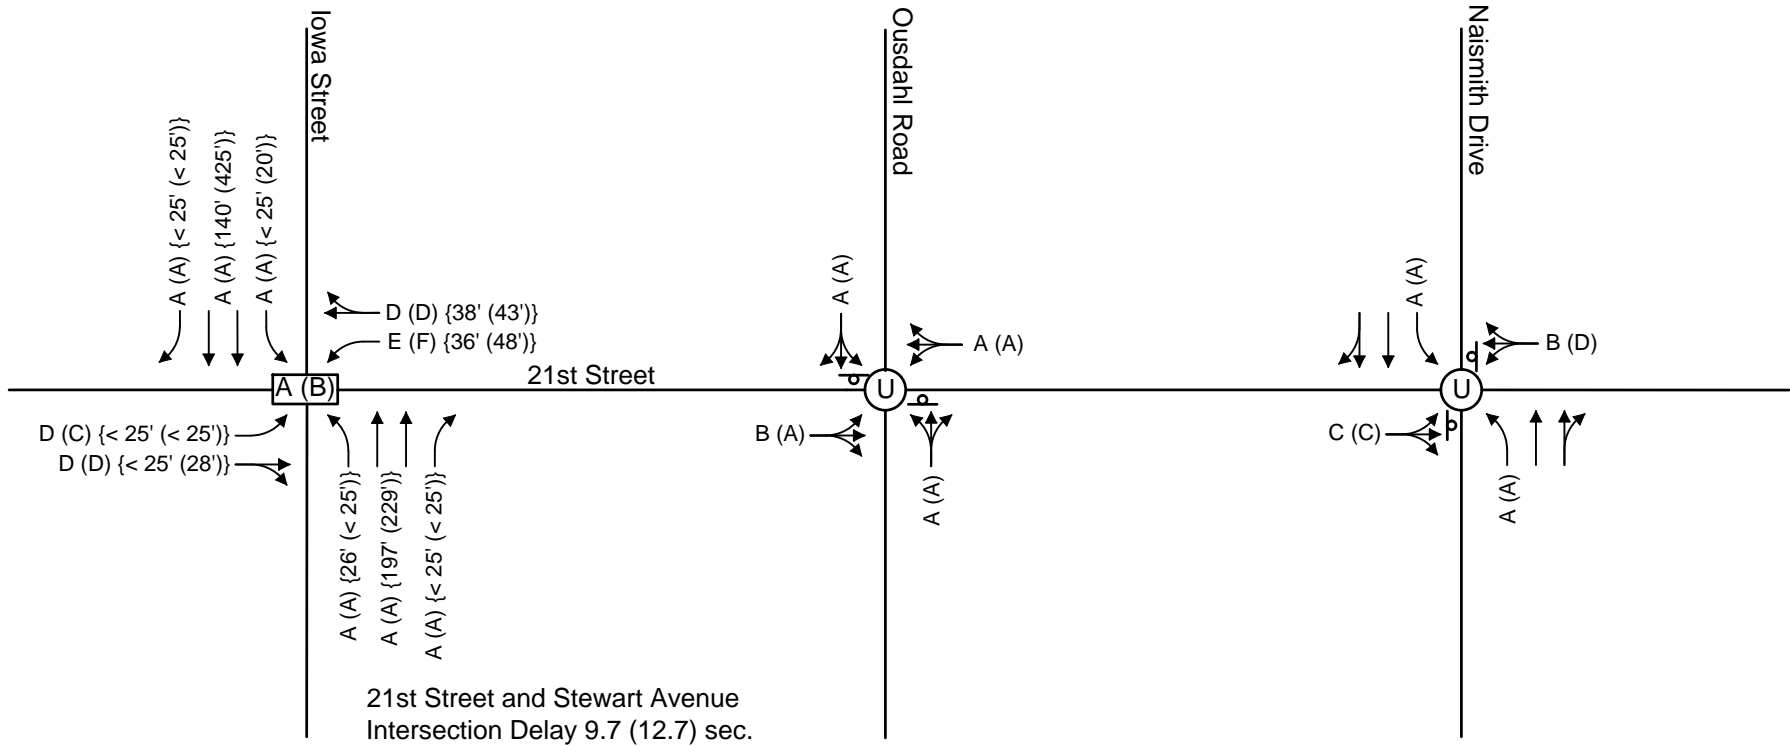 Iowa Street
Ousdahl Road
Naismith Drive
A (A) {< 25' (< 25')}
A (A) {140' (425')}
A (A) {< 25' (20')}
D (D) {38' (43')}
E (F) {36' (48')}
A (B)
21st Street
D (C) {< 25' (< 25')}
D (D) {< 25' (28')}
A (A) {26' (< 25')}
A (A) {197' (229')}
A (A) {< 25' (< 25')}
A (A)
A (A)
U
B (A)
A (A)
A (A)
B (D)
U
C (C)
A (A)
21st Street and Stewart Avenue
Intersection Delay 9.7 (12.7) sec.